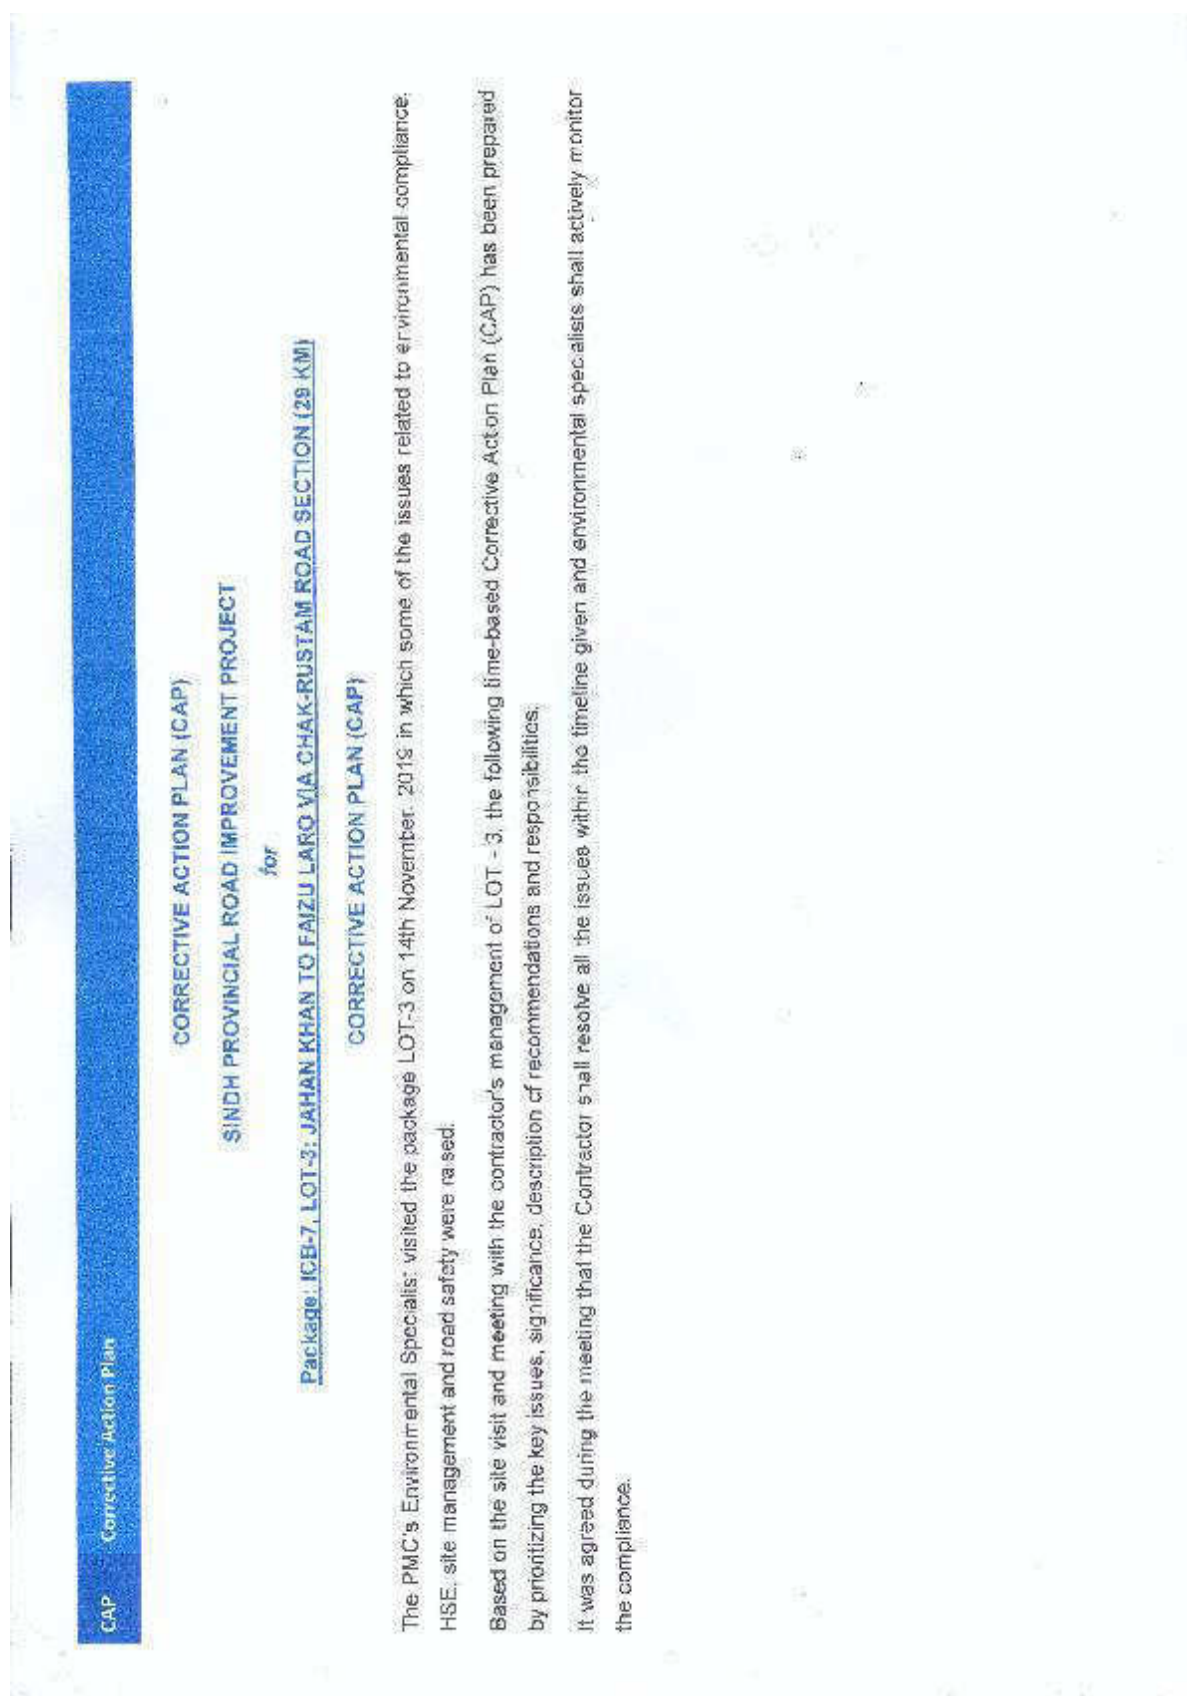 CAP Corrective Action Plan
CORRECTIVE ACTION PLAN (CAP)
SINDH PROVINCIAL ROAD IMPROVEMENT PROJECT
for
Package: ICB-7, LOT-3: JAHAN KHAN TO FAIZU LARO VIA CHAK-RUSTAM ROAD SECTION (29 KM)
CORRECTIVE ACTION PLAN (CAP)
The PMC's Environmental Specialist visited the package LOT-3 on 14th November, 2019 in which some of the issues related to environmental compliance,
HSE, site management and road safety were raised.
Based on the site visit and meeting with the contractor's management of LOT - 3, the following time-based Corrective Action Plan (CAP) has been prepared
by prioritizing the key issues, significance, description of recommendations and responsibilities.
It was agreed during the meeting that the Contractor shall resolve all the issues within the timeline given and environmental specialists shall actively monitor
the compliance.